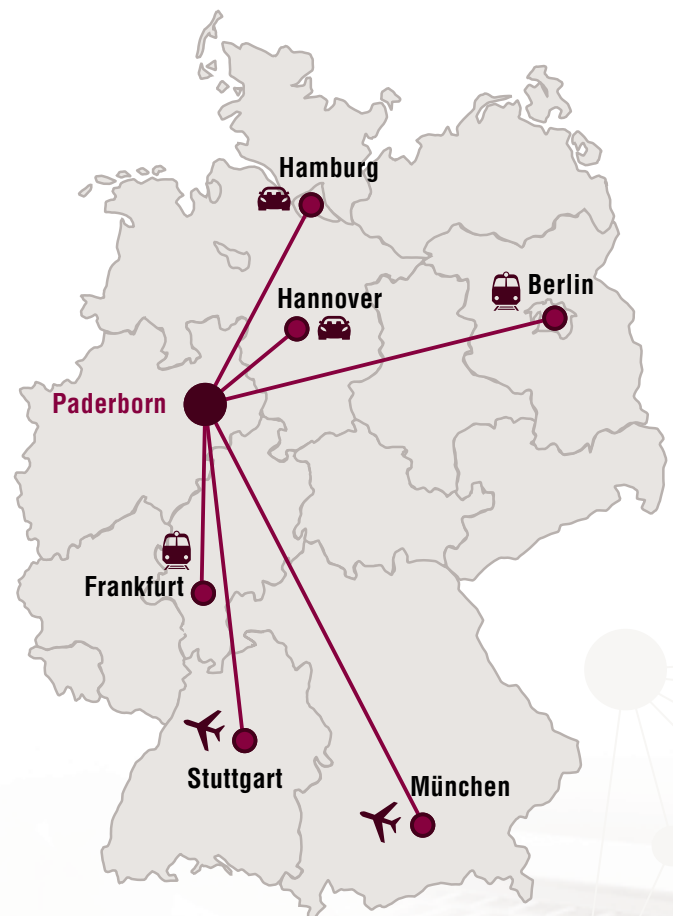 Hamburg
Berlin
Hannover
Paderborn
Frankfurt
Stuttgart
München